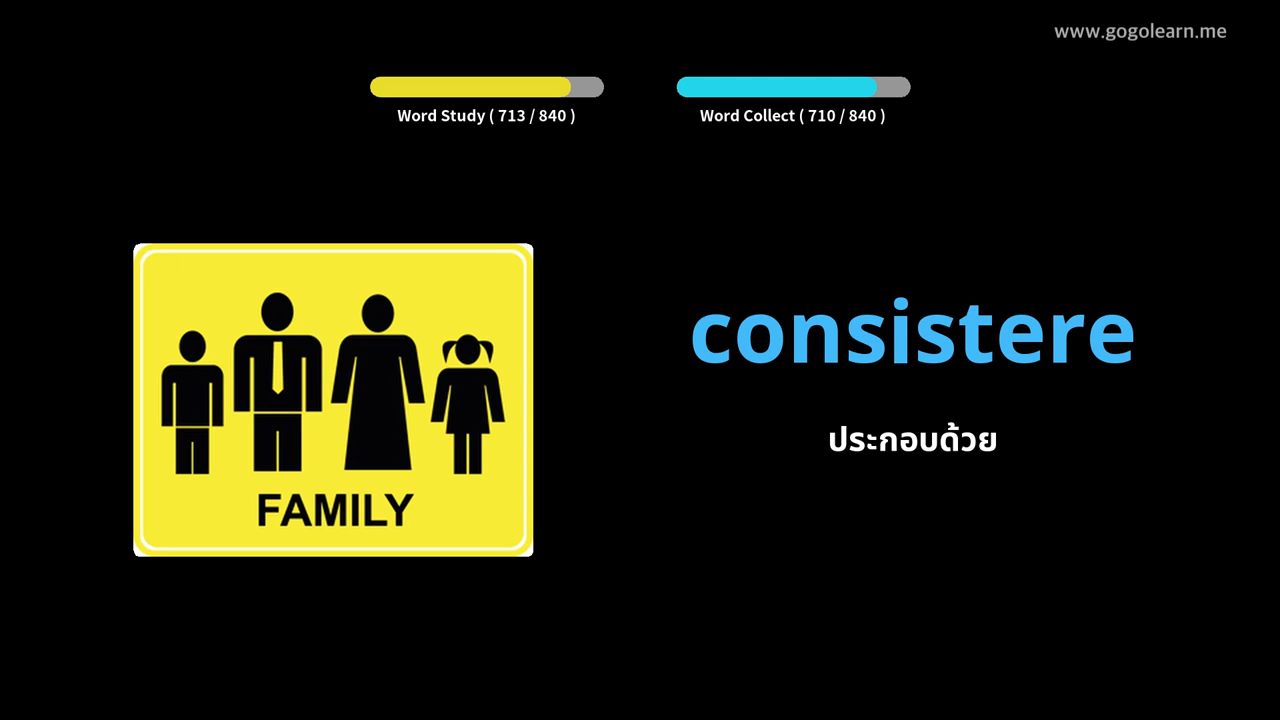 www.gogolearn.me
Word Study ( 713 / 840 )
Word Collect ( 710 / 840 )
consistere
ประกอบด้วย
FAMILY